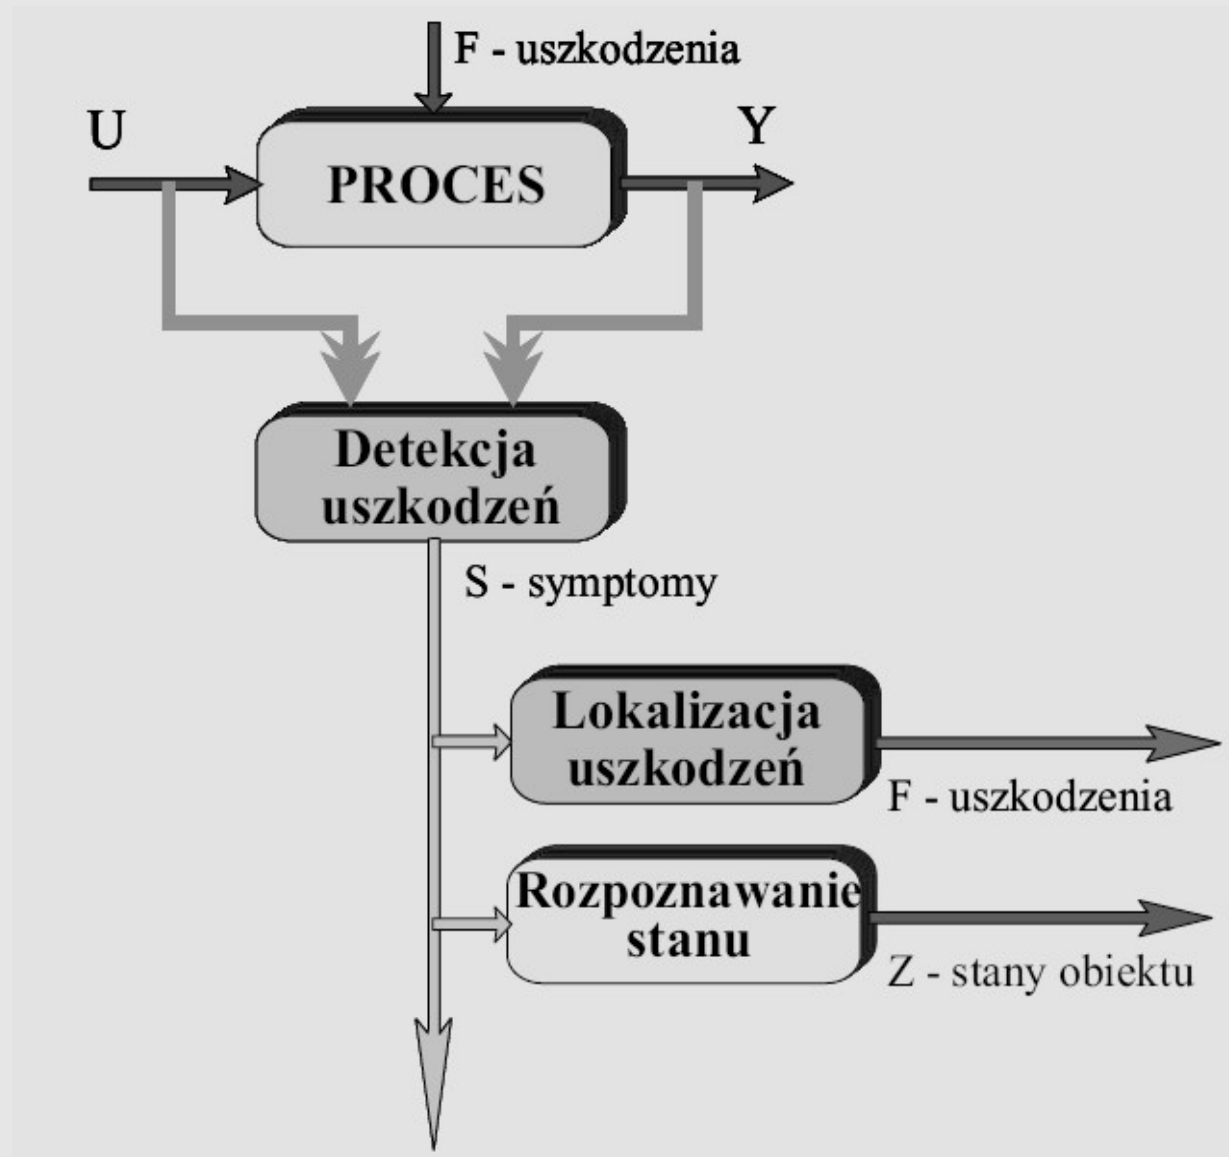 F - uszkodzenia
U
Y
PROCES
Detekcja
uszkodzeń
S - symptomy
Lokalizacja
uszkodzeń
F - uszkodzenia
Rozpoznawanie
stanu
Z - stany obiektu